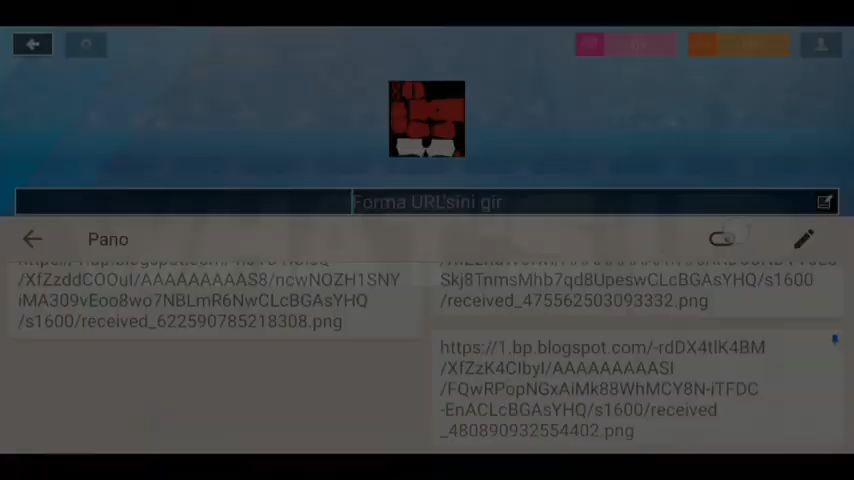 Forma URL'sini gir
Pano
/XfZzddCOOuI/AAAAAAAAAS8/ncwNOZH1SNY
iMA309vEoo8wo7NBLmR6NwCLcBGAsYHQ
/s1600/received_622590785218308.png
Skj8TnmsMhb7qd8UpeswCLcBGAsYHQ/s1600
/received_475562503093332.png
https://1.bp.blogspot.com/-rdDX4tlK4BM
/XfZzK4CIbyI/AAAAAAAAASI
/FQwRPopNGxAiMk88WhMCY8N-iTFDC
-EnACLcBGAsYHQ/s1600/received
_480890932554402.png